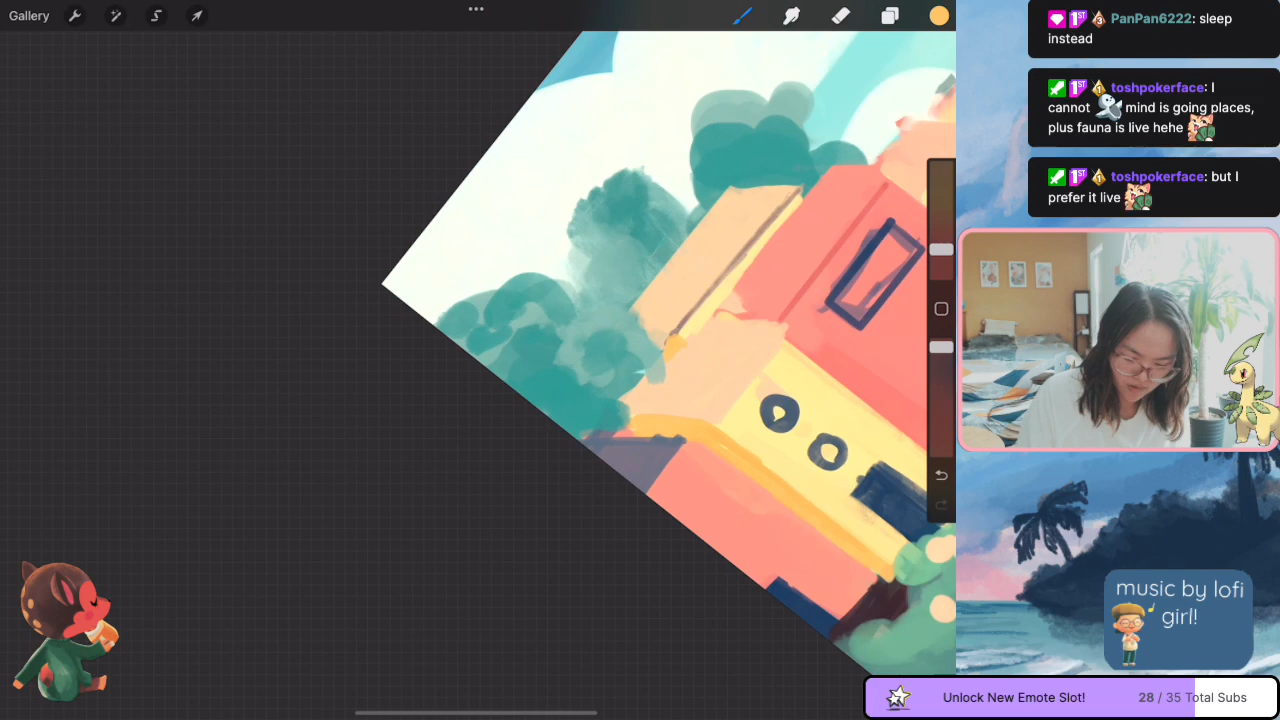 Gallery
PanPan6222: sleep
instead
toshpokerface: I
cannot mind is going places,
plus fauna is live hehe
toshpokerface: but I
prefer it live
music by lofi
girl!
Unlock New Emote Slot! 28 / 35 Total Subs